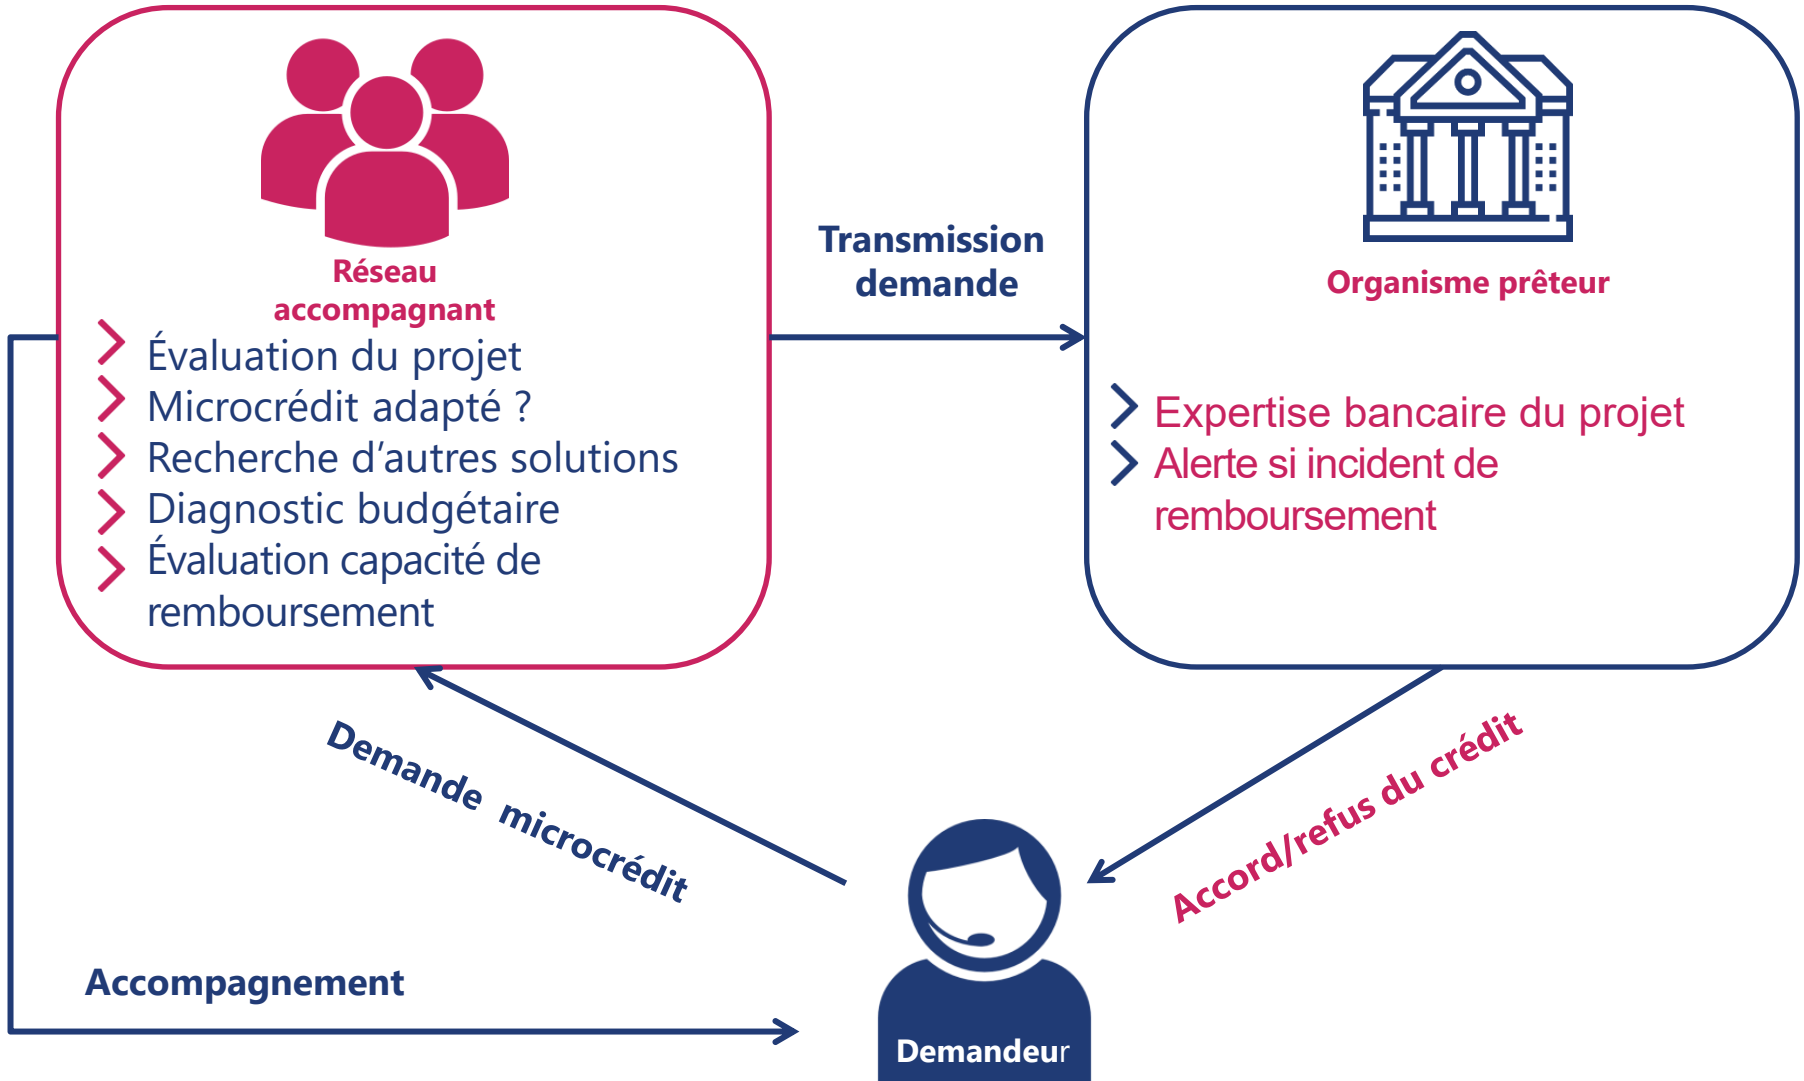 Réseau
accompagnant
Évaluation du projet
Microcrédit adapté ?
Recherche d’autres solutions
Diagnostic budgétaire
Évaluation capacité de
remboursement
Transmission
demande
Organisme prêteur
Expertise bancaire du projet
Alerte si incident de
remboursement
Demande microcrédit
Accord/refus du crédit
Accompagnement
Demandeur